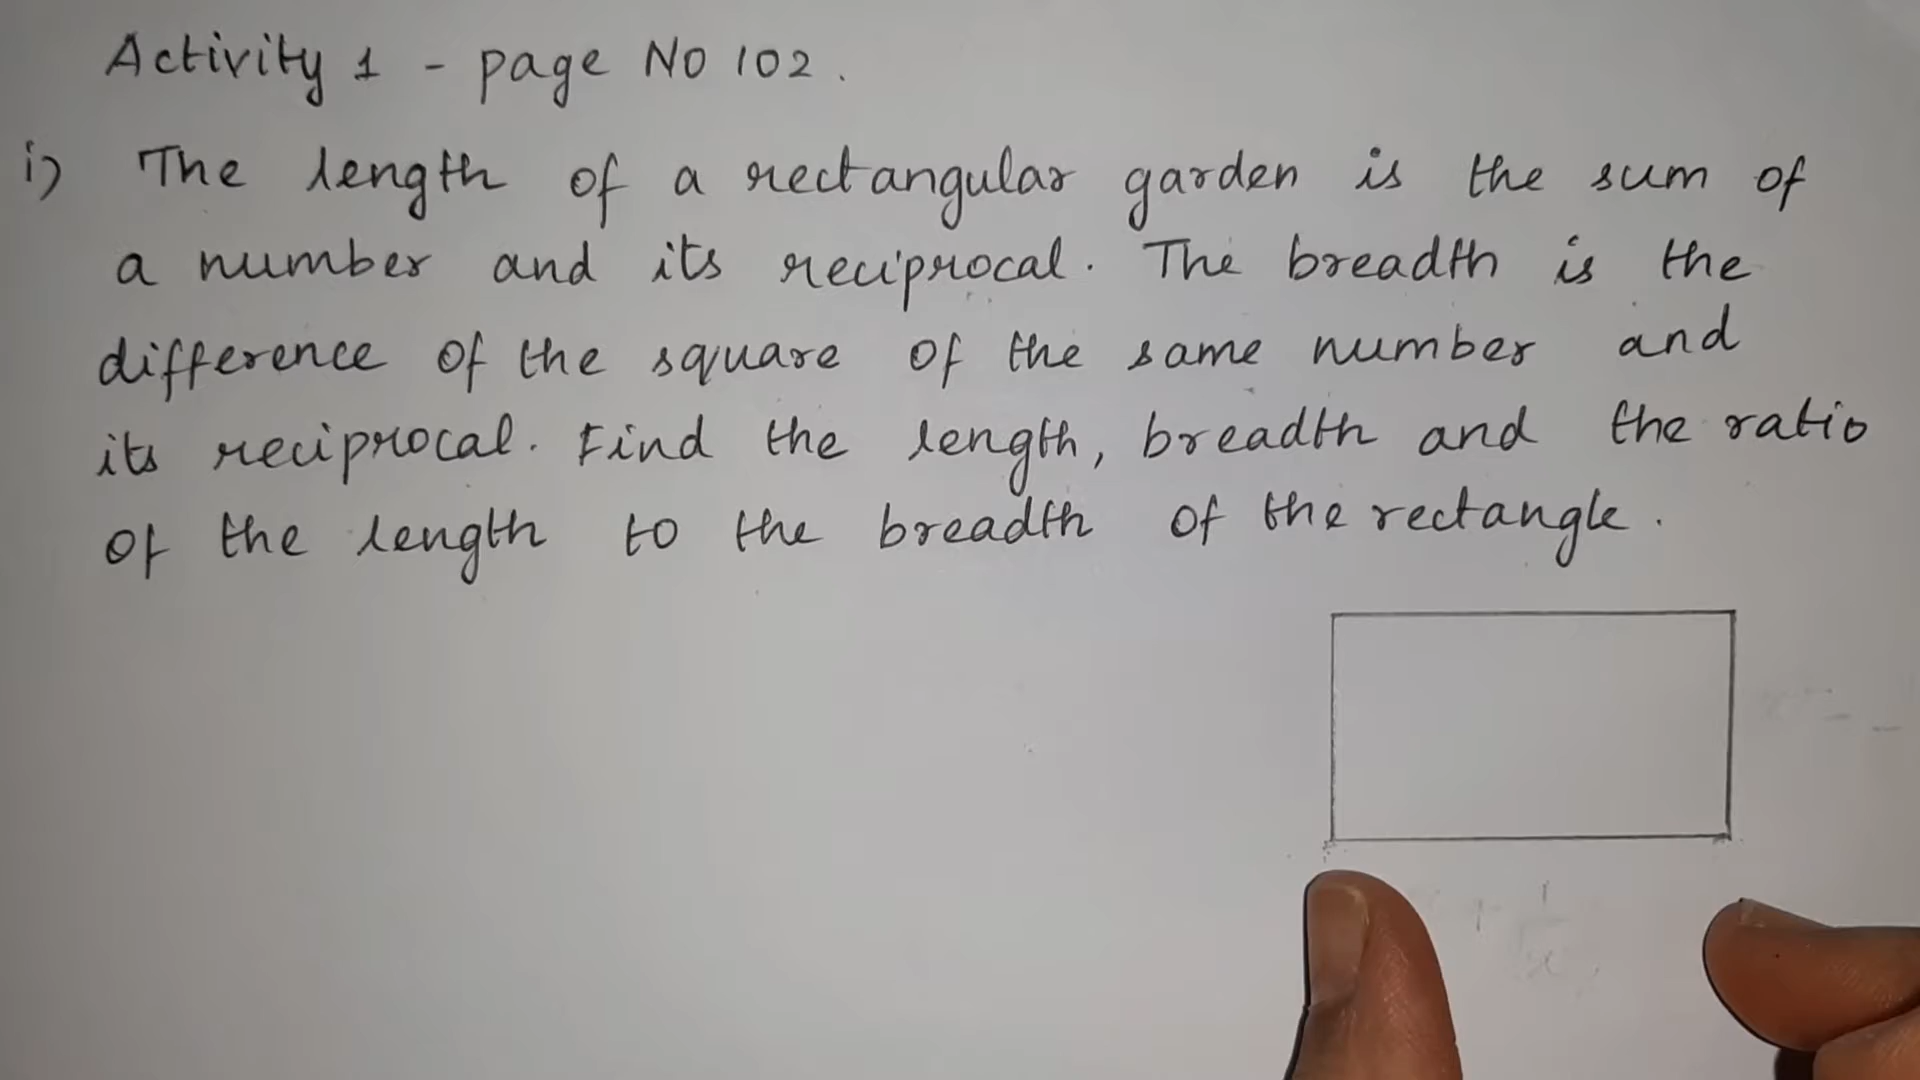 Activity 1 - page No 102.
i) The length of a rectangular garden is the sum of
a number and its reciprocal. The breadth is the
difference of the square of the same number and
its reciprocal. Find the length, breadth and the ratio
of the length to the breadth of the rectangle.